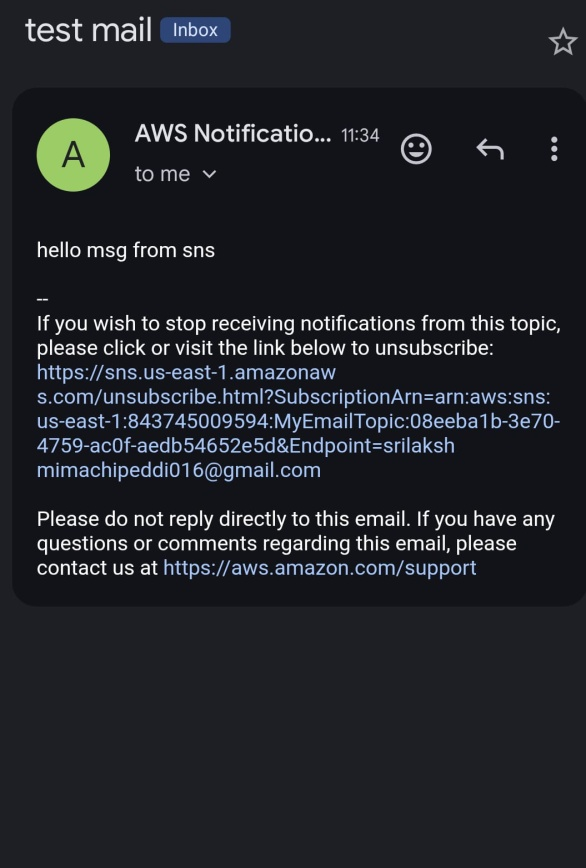 test mail Inbox
A
AWS Notificatio... 11:34
to me
hello msg from sns
--
If you wish to stop receiving notifications from this topic,
please click or visit the link below to unsubscribe:
https://sns.us-east-1.amazonaw
s.com/unsubscribe.html?SubscriptionArn=arn:aws:sns:
us-east-1:843745009594:MyEmailTopic:08eeba1b-3e70-
4759-ac0f-aedb54652e5d&Endpoint=srilaksh
mimachipeddi016@gmail.com
Please do not reply directly to this email. If you have any
questions or comments regarding this email, please
contact us at https://aws.amazon.com/support